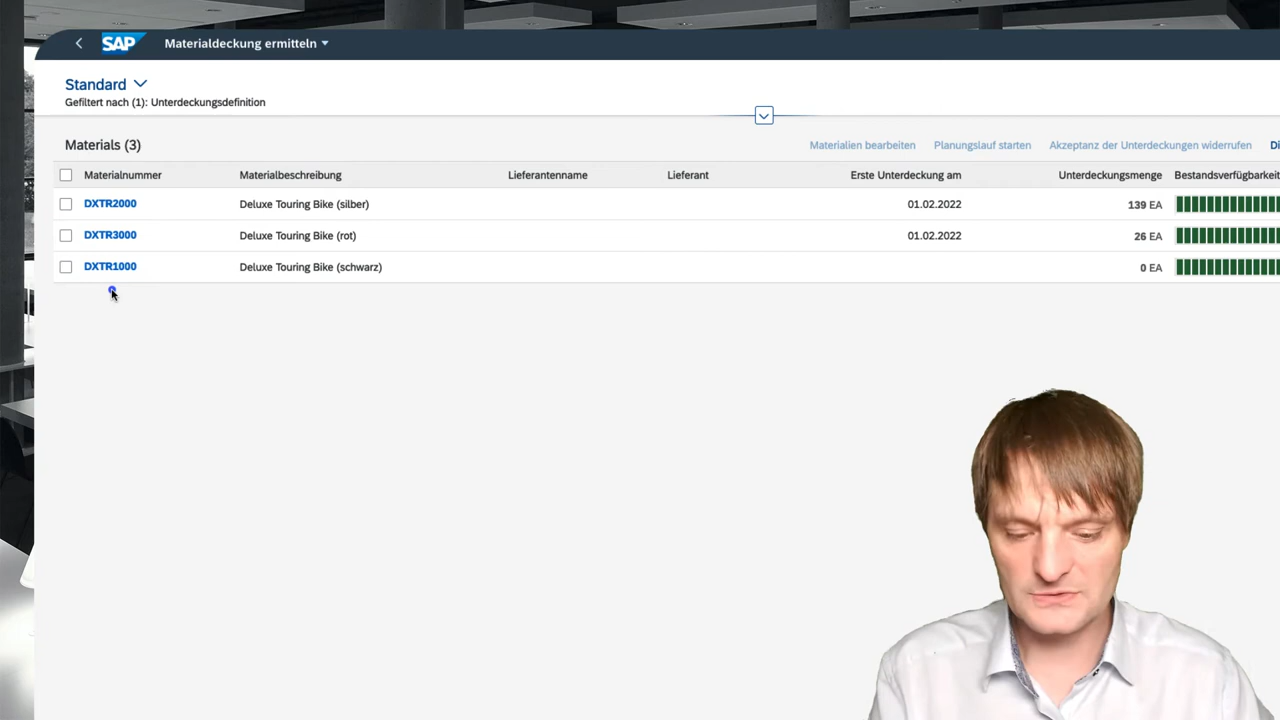 SAP Materialdeckung ermitteln
Standard
Gefiltert nach (1): Unterdeckungsdefinition
Materials (3) Materialien bearbeiten Planungslauf starten Akzeptanz der Unterdeckungen widerrufen Di
Materialnummer Materialbeschreibung Lieferantenname Lieferant Erste Unterdeckung am Unterdeckungsmenge Bestandsverfügbarkeit
DXTR2000 Deluxe Touring Bike (silber) 01.02.2022 139 EA
DXTR3000 Deluxe Touring Bike (rot) 01.02.2022 26 EA
DXTR1000 Deluxe Touring Bike (schwarz) 0 EA